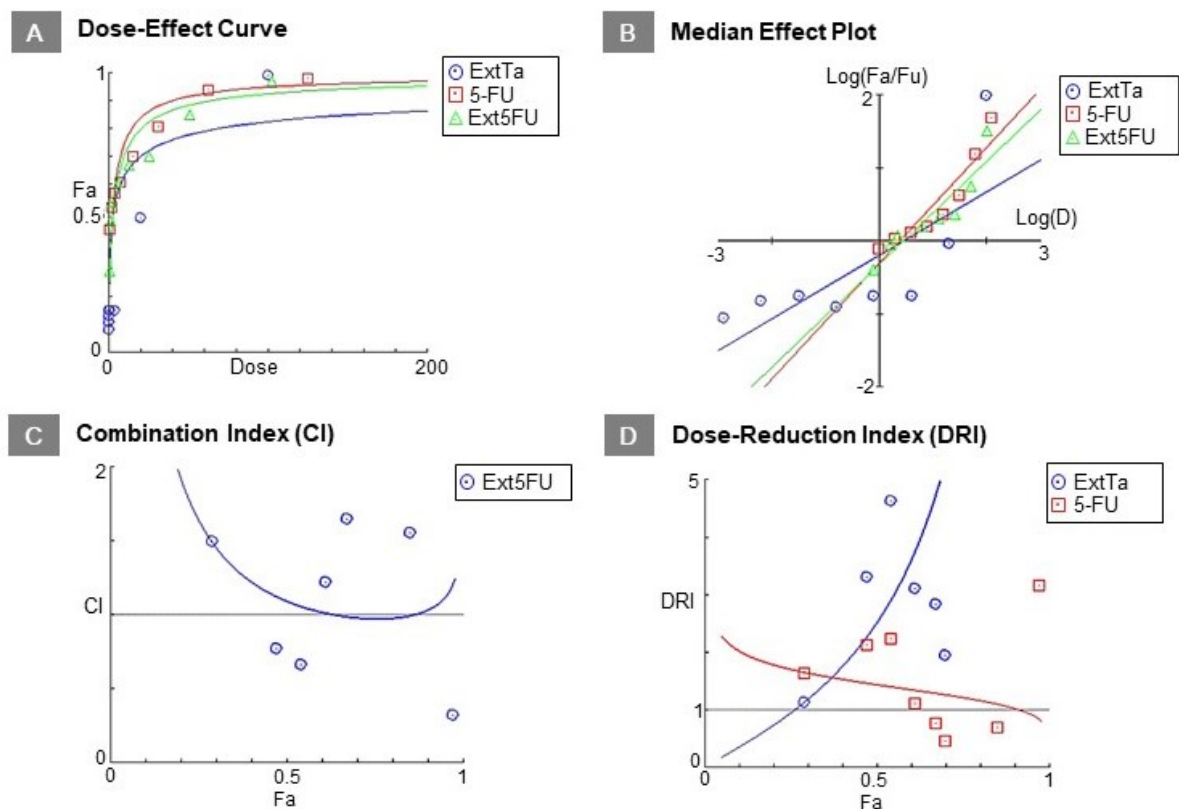 A Dose-Effect Curve
1
Fa
0.5
0
0
Dose
200
ExtTa
5-FU
Ext5FU
B Median Effect Plot
Log(Fa/Fu)
2
Log(D)
-3
3
-2
ExtTa
5-FU
Ext5FU
C Combination Index (CI)
2
CI
0
0
0.5
1
Fa
Ext5FU
D Dose-Reduction Index (DRI)
5
DRI
1
0
0
0.5
1
Fa
ExtTa
5-FU